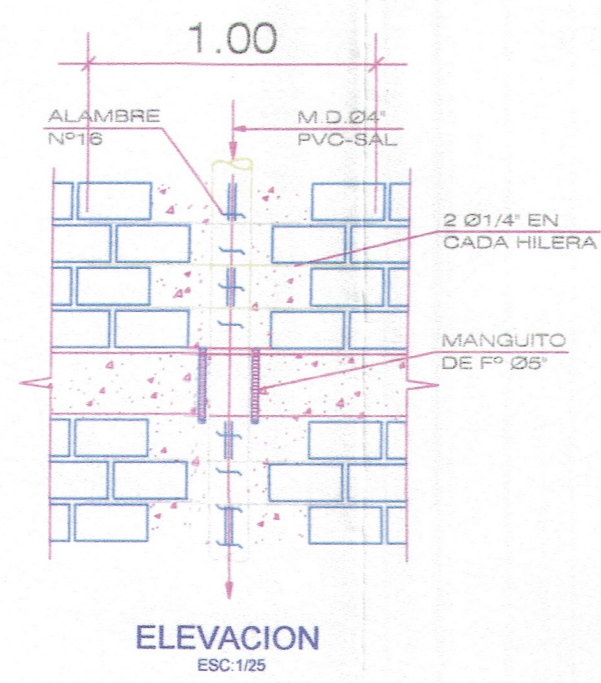 1.00
ALAMBRE
Nº16
M.D.Ø4"
PVC-SAL
2 Ø1/4" EN
CADA HILERA
MANGUITO
DE Fº Ø5"
ELEVACION
ESC:1/25